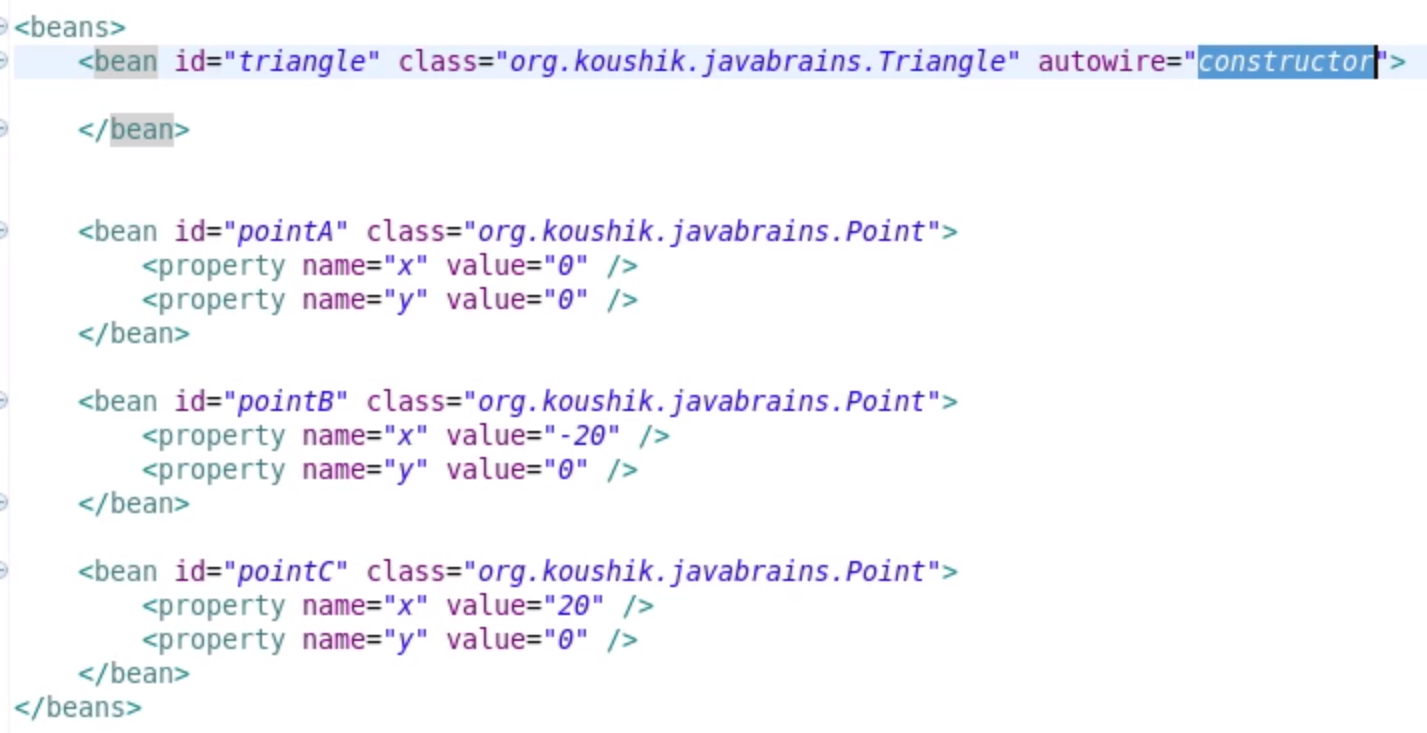 <beans>
    <bean id="triangle" class="org.koushik.javabrains.Triangle" autowire="constructor">
    </bean>
    <bean id="pointA" class="org.koushik.javabrains.Point">
        <property name="x" value="0" />
        <property name="y" value="0" />
    </bean>
    <bean id="pointB" class="org.koushik.javabrains.Point">
        <property name="x" value="-20" />
        <property name="y" value="0" />
    </bean>
    <bean id="pointC" class="org.koushik.javabrains.Point">
        <property name="x" value="20" />
        <property name="y" value="0" />
    </bean>
</beans>